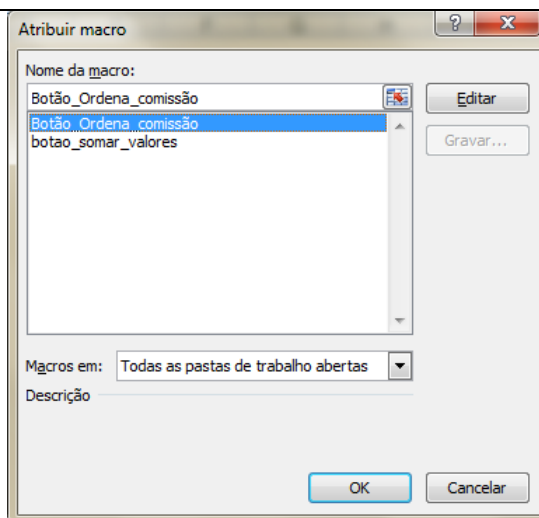 Atribuir macro
Nome da macro:
Botão_Ordena_comissão
Editar
Botão_Ordena_comissão
Gravar...
botao_somar_valores
Macros em: Todas as pastas de trabalho abertas
Descrição
OK
Cancelar